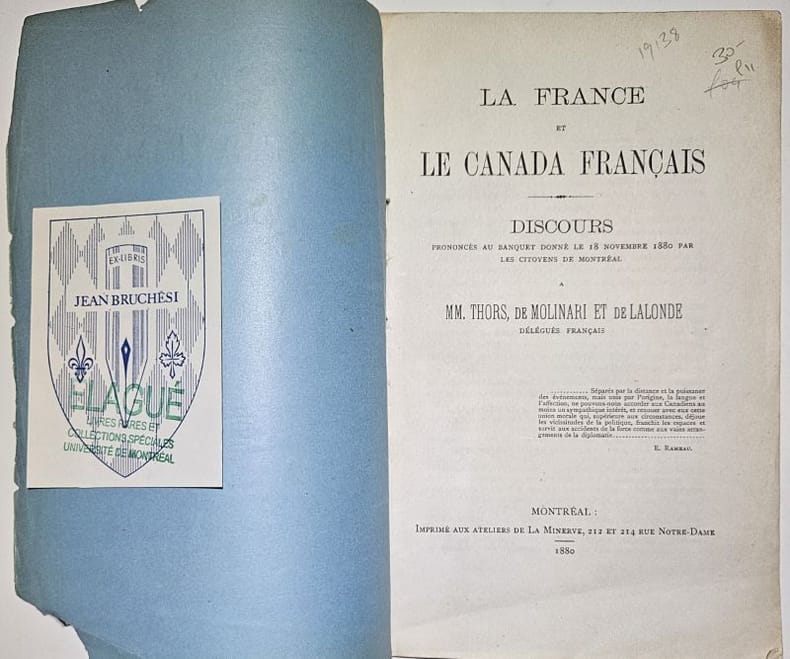 EX-LIBRIS
JEAN BRUCHÉSI
ÉLAGUÉ
LIVRES RARES ET
COLLECTIONS SPÉCIALES
UNIVERSITÉ DE MONTRÉAL
19.38
30-
LA FRANCE
ET
LE CANADA FRANÇAIS
DISCOURS
PRONONCÉS AU BANQUET DONNÉ LE 18 NOVEMBRE 1880 PAR
LES CITOYENS DE MONTRÉAL
A
MM. THORS, DE MOLINARI ET DE LALONDE
DÉLÉGUÉS FRANÇAIS
............ Séparés par la distance et la puissance
des événements, mais unis par l'origine, la langue et
l'affection, ne pouvons-nous accorder aux Canadiens au
moins un sympathique intérêt, et renouer avec eux cette
union morale qui, supérieure aux circonstances, déjoue
les vicissitudes de la politique, franchit les espaces et
survit aux accidents de la force comme aux vains arran-
gements de la diplomatie..............................
E. RAMEAU.
MONTRÉAL :
IMPRIMÉ AUX ATELIERS DE LA MINERVE, 212 ET 214 RUE NOTRE-DAME
1880